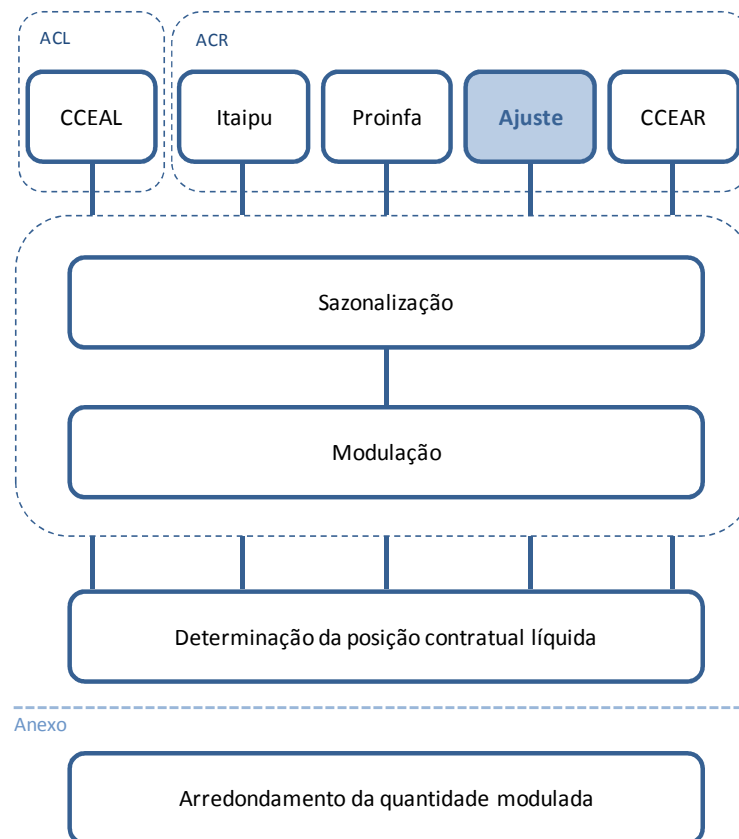 ACL
ACR
CCEAL
Itaipu
Proinfa
Ajuste
CCEAR
Sazonalização
Modulação
Determinação da posição contratual líquida
Anexo
Arredondamento da quantidade modulada